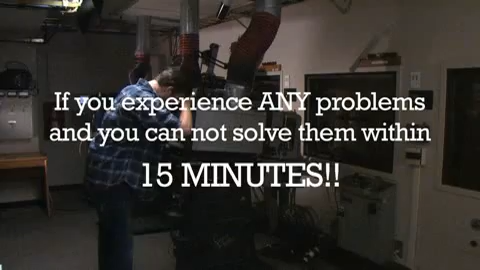 If you experience ANY problems
and you can not solve them within
15 MINUTES!!